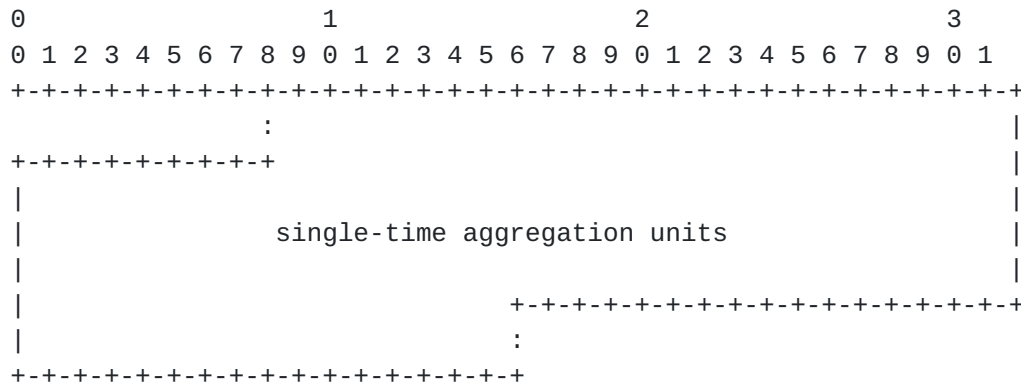 0                   1                   2                   3
0 1 2 3 4 5 6 7 8 9 0 1 2 3 4 5 6 7 8 9 0 1 2 3 4 5 6 7 8 9 0 1
+-+-+-+-+-+-+-+-+-+-+-+-+-+-+-+-+-+-+-+-+-+-+-+-+-+-+-+-+-+-+-+-+
                :                                               |
+-+-+-+-+-+-+-+-+                                               |
|                                                               |
|                single-time aggregation units                  |
|                                                               |
|                               +-+-+-+-+-+-+-+-+-+-+-+-+-+-+-+-+
|                               :
+-+-+-+-+-+-+-+-+-+-+-+-+-+-+-+-+